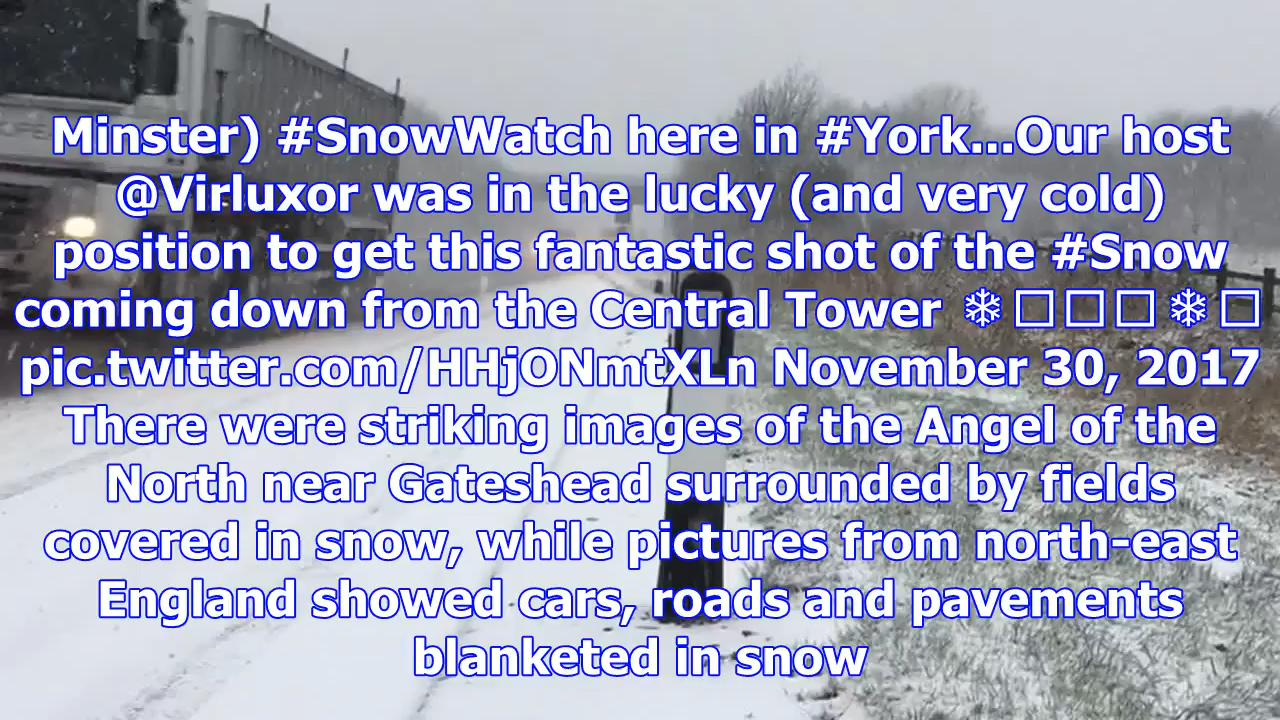 Minster) #SnowWatch here in #York...Our host
@Virluxor was in the lucky (and very cold)
position to get this fantastic shot of the #Snow
coming down from the Central Tower ❄□□□❄□
pic.twitter.com/HHjONmtXLn November 30, 2017
There were striking images of the Angel of the
North near Gateshead surrounded by fields
covered in snow, while pictures from north-east
England showed cars, roads and pavements
blanketed in snow